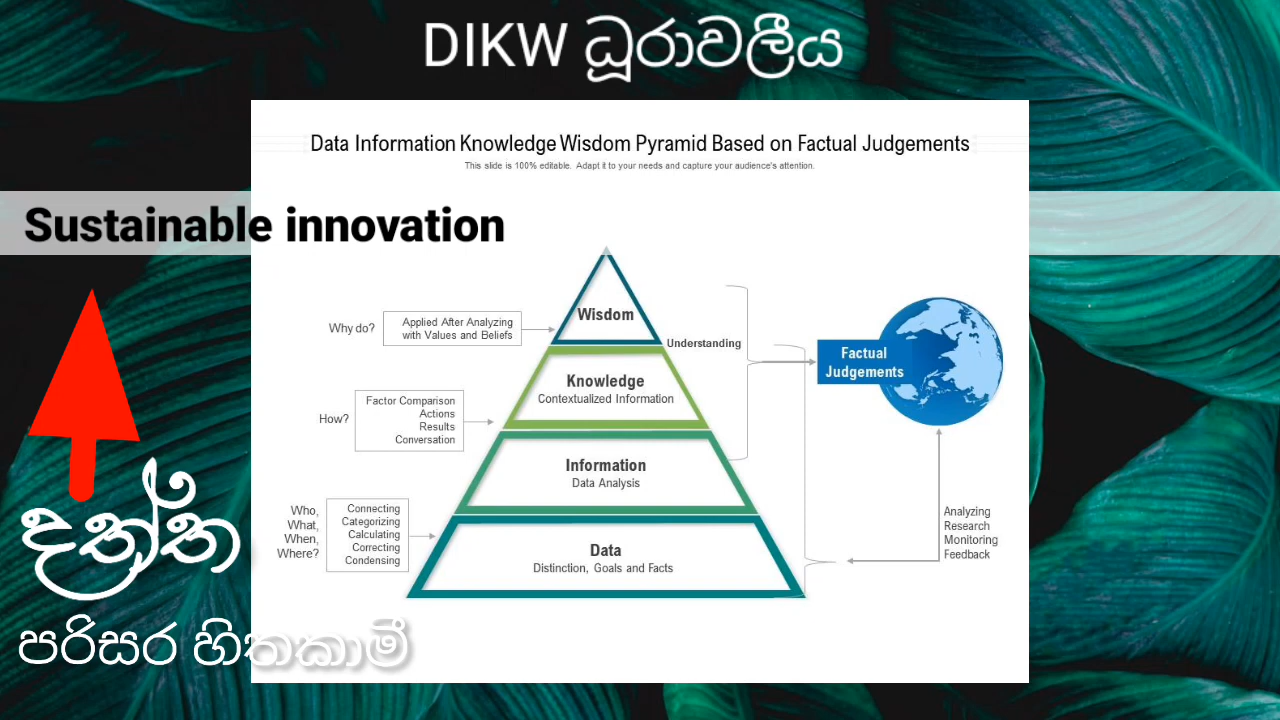 DIKW ධූරාවලීය
Data Information Knowledge Wisdom Pyramid Based on Factual Judgements
This slide is 100% editable. Adapt it to your needs and capture your audience's attention.
Sustainable innovation
Why do?
Applied After Analyzing
with Values and Beliefs
Wisdom
Understanding
Factual
Judgements
How?
Factor Comparison
Actions
Results
Conversation
Knowledge
Contextualized Information
Information
Data Analysis
Who,
What,
When,
Where?
Connecting
Categorizing
Calculating
Correcting
Condensing
Data
Distinction, Goals and Facts
Analyzing
Research
Monitoring
Feedback
දත්ත
පරිසර හිතකාමී